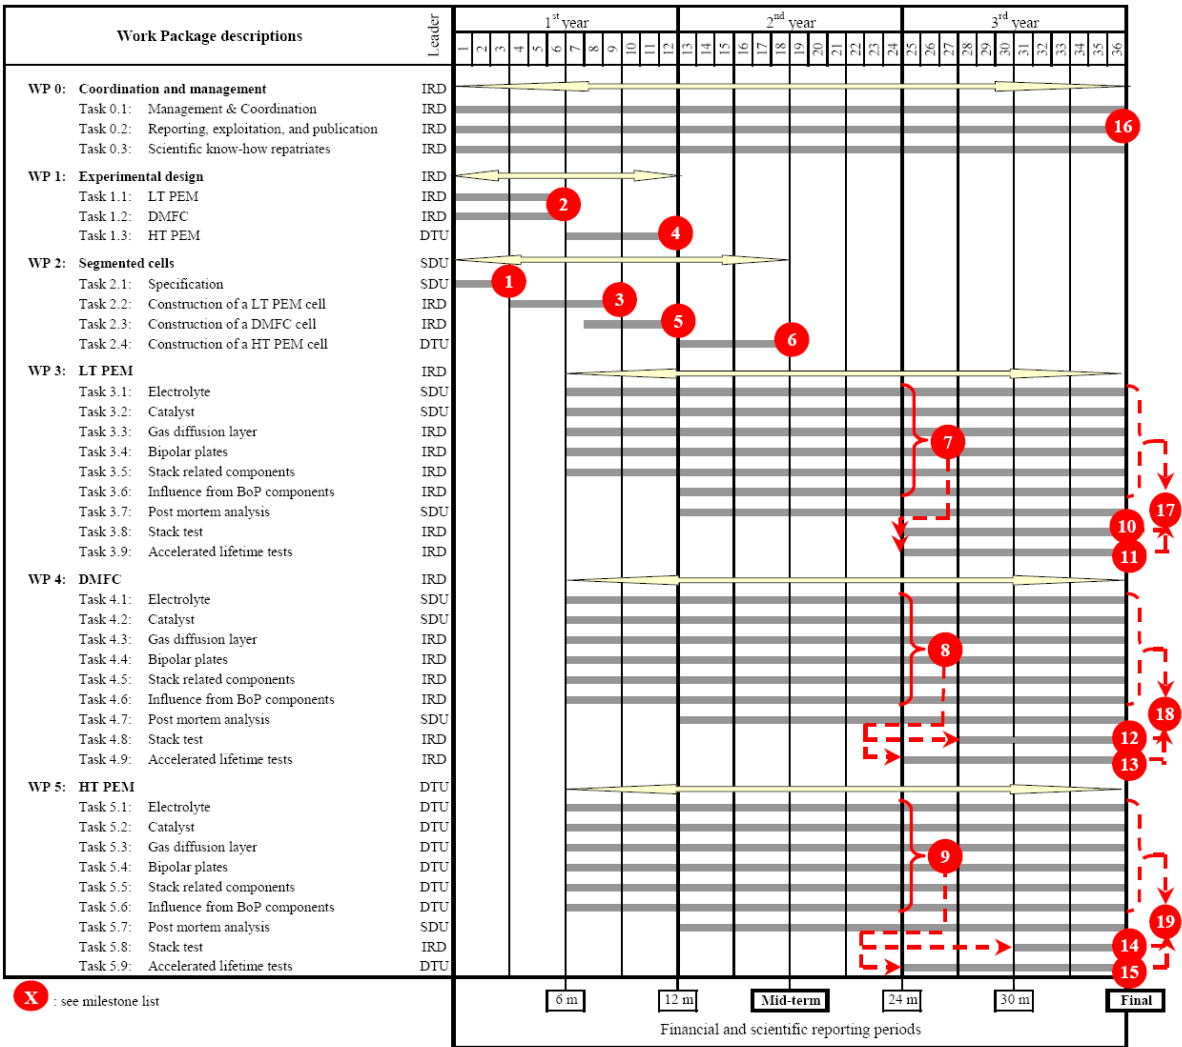 Work Package descriptions
Leader
1st year
2nd year
3rd year
1 2 3 4 5 6 7 8 9 10 11 12 13 14 15 16 17 18 19 20 21 22 23 24 25 26 27 28 29 30 31 32 33 34 35 36
WP 0: Coordination and management IRD
Task 0.1: Management & Coordination IRD
Task 0.2: Reporting, exploitation, and publication IRD 16
Task 0.3: Scientific know-how repatriates IRD
WP 1: Experimental design IRD
Task 1.1: LT PEM IRD 2
Task 1.2: DMFC IRD
Task 1.3: HT PEM DTU 4
WP 2: Segmented cells SDU
Task 2.1: Specification SDU 1
Task 2.2: Construction of a LT PEM cell IRD 3
Task 2.3: Construction of a DMFC cell IRD 5
Task 2.4: Construction of a HT PEM cell DTU 6
WP 3: LT PEM IRD
Task 3.1: Electrolyte SDU
Task 3.2: Catalyst SDU
Task 3.3: Gas diffusion layer IRD 7
Task 3.4: Bipolar plates IRD
Task 3.5: Stack related components IRD
Task 3.6: Influence from BoP components IRD
Task 3.7: Post mortem analysis SDU 17
Task 3.8: Stack test IRD 10
Task 3.9: Accelerated lifetime tests IRD 11
WP 4: DMFC IRD
Task 4.1: Electrolyte SDU
Task 4.2: Catalyst SDU
Task 4.3: Gas diffusion layer IRD 8
Task 4.4: Bipolar plates IRD
Task 4.5: Stack related components IRD
Task 4.6: Influence from BoP components IRD
Task 4.7: Post mortem analysis SDU 18
Task 4.8: Stack test IRD 12
Task 4.9: Accelerated lifetime tests IRD 13
WP 5: HT PEM DTU
Task 5.1: Electrolyte DTU
Task 5.2: Catalyst DTU
Task 5.3: Gas diffusion layer DTU 9
Task 5.4: Bipolar plates DTU
Task 5.5: Stack related components DTU
Task 5.6: Influence from BoP components DTU
Task 5.7: Post mortem analysis SDU 19
Task 5.8: Stack test IRD 14
Task 5.9: Accelerated lifetime tests DTU 15
X : see milestone list
6 m 12 m Mid-term 24 m 30 m Final
Financial and scientific reporting periods